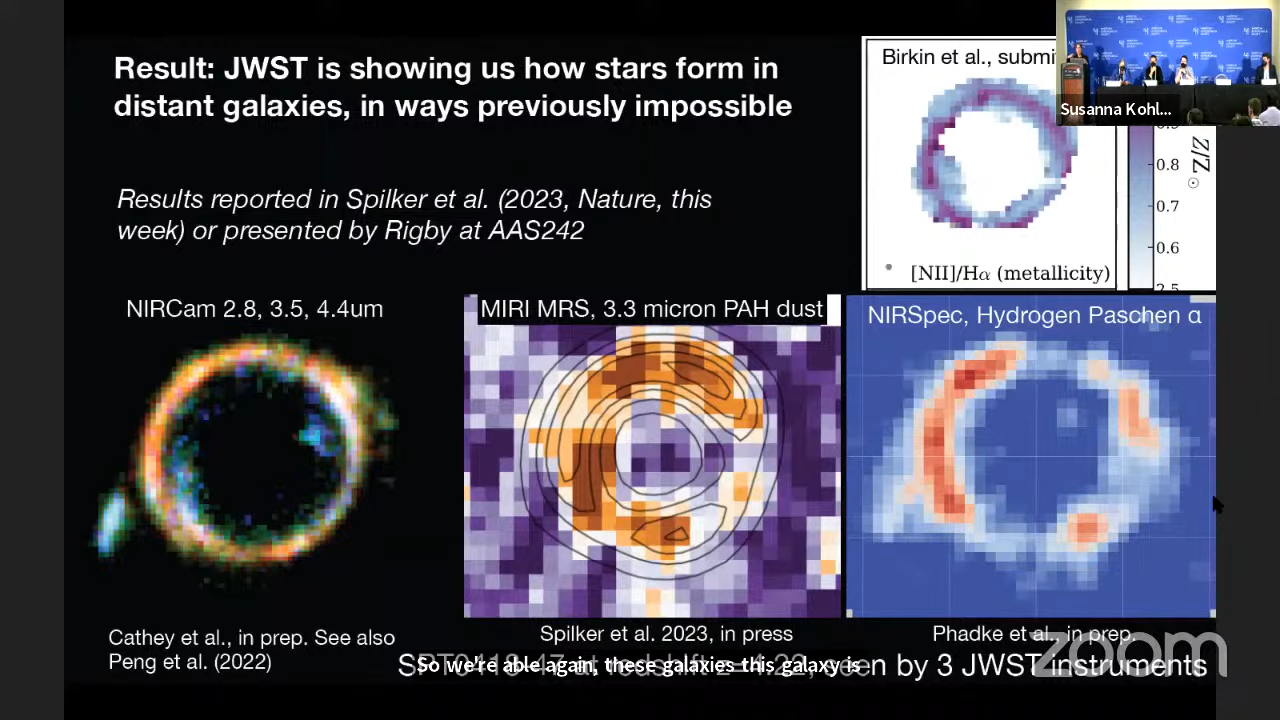 Result: JWST is showing us how stars form in
distant galaxies, in ways previously impossible
Results reported in Spilker et al. (2023, Nature, this
week) or presented by Rigby at AAS242
Birkin et al., submi
Susanna Kohl...
0.8
0.7
0.6
2.5
Z/Z☉
[NII]/Hα (metallicity)
NIRCam 2.8, 3.5, 4.4um
MIRI MRS, 3.3 micron PAH dust
NIRSpec, Hydrogen Paschen α
Cathey et al., in prep. See also
Peng et al. (2022)
Spilker et al. 2023, in press
Phadke et al., in prep.
zoom
So we're able again, these galaxies this galaxy is
by 3 JWST instruments